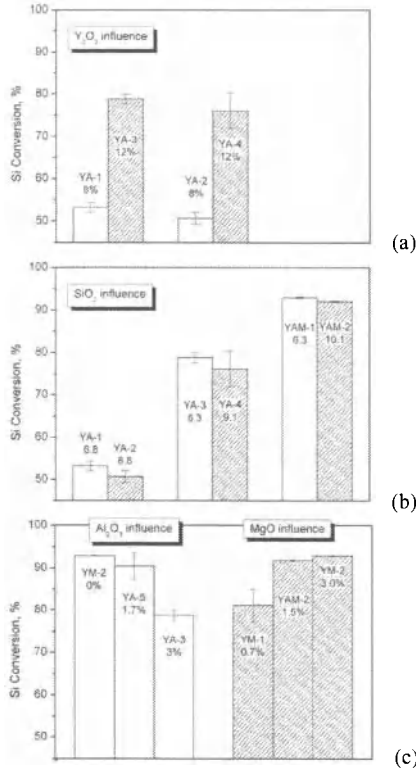 100
Y₂O₃ influence
90
80
YA-3
12%
YA-4
12%
70
60
YA-1
8%
YA-2
8%
50
Si Conversion, %
(a)
100
SiO₂ influence
90
YAM-1
6.3
YAM-2
10.1
80
YA-3
6.3
YA-4
9.1
70
60
YA-1
6.8
YA-2
50
Si Conversion, %
(b)
100
Al₂O₃ influence
MgO influence
90
YM-2
0%
YA-5
1.7%
YAM-2
1.5%
YM-2
3.0%
80
YA-3
3%
YM-1
0.7%
70
60
50
Si Conversion, %
(c)